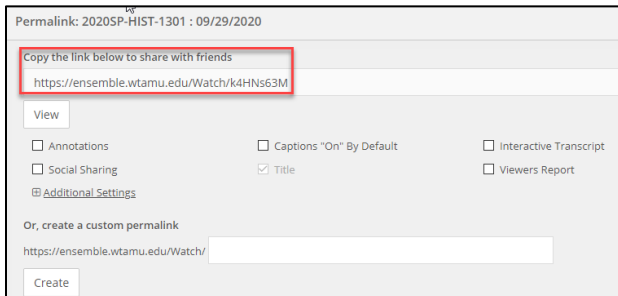 Permalink: 2020SP-HIST-1301 : 09/29/2020
Copy the link below to share with friends
https://ensemble.wtamu.edu/Watch/k4HNs63M
View
Annotations Captions "On" By Default Interactive Transcript
Social Sharing Title Viewers Report
Additional Settings
Or, create a custom permalink
https://ensemble.wtamu.edu/Watch/
Create